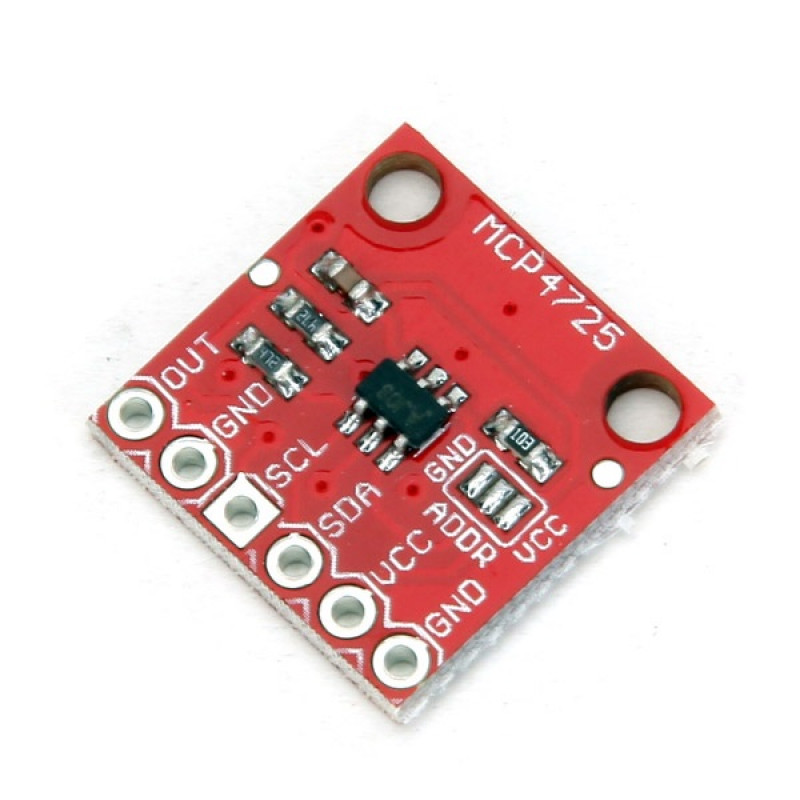 MCP4725
OUT
GND
SCL
SDA
VCC
GND
GND
ADDR
VCC
103